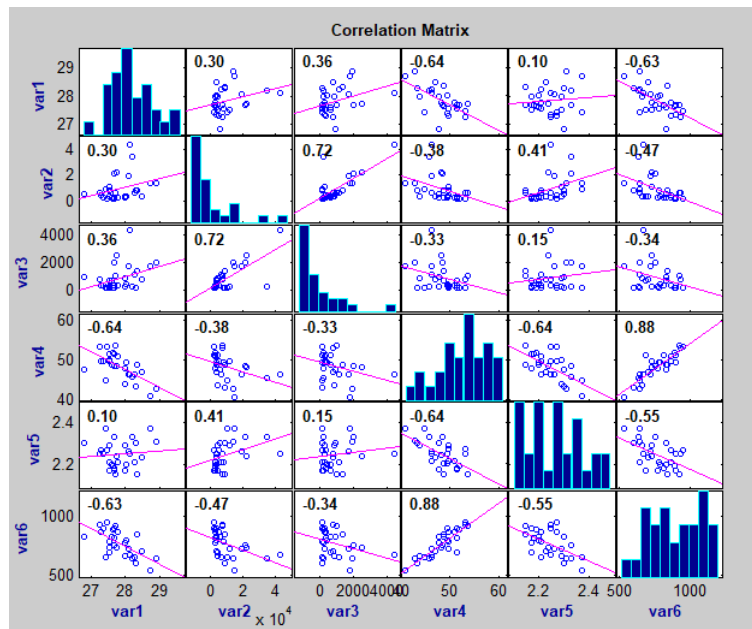 Correlation Matrix
0.30 0.36 -0.64 0.10 -0.63
29
28
27
var1
0.30 0.72 -0.38 0.41 -0.47
4
2
0
var2
0.36 0.72 -0.33 0.15 -0.34
4000
2000
0
var3
-0.64 -0.38 -0.33 -0.64 0.88
60
50
40
var4
0.10 0.41 0.15 -0.64 -0.55
2.4
2.2
var5
-0.63 -0.47 -0.34 0.88 -0.55
1000
500
var6
27 28 29 0 2 4 0 2000 4000 50 60 2.2 2.4 500 1000
var1 var2 x 10^4 var3 var4 var5 var6